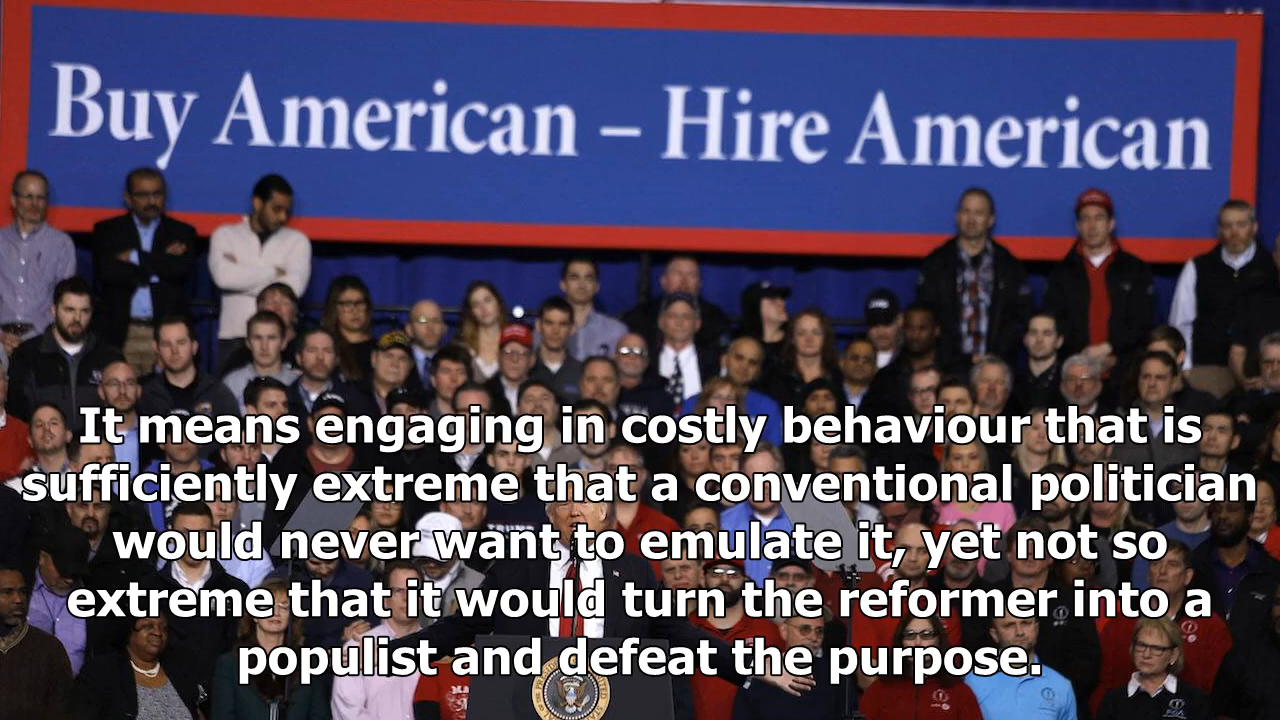 Buy American – Hire American
It means engaging in costly behaviour that is
sufficiently extreme that a conventional politician
would never want to emulate it, yet not so
extreme that it would turn the reformer into a
populist and defeat the purpose.